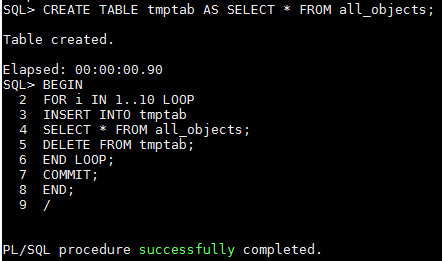 SQL> CREATE TABLE tmptab AS SELECT * FROM all_objects;
Table created.
Elapsed: 00:00:00.90
SQL> BEGIN
2 FOR i IN 1..10 LOOP
3 INSERT INTO tmptab
4 SELECT * FROM all_objects;
5 DELETE FROM tmptab;
6 END LOOP;
7 COMMIT;
8 END;
9 /
PL/SQL procedure successfully completed.